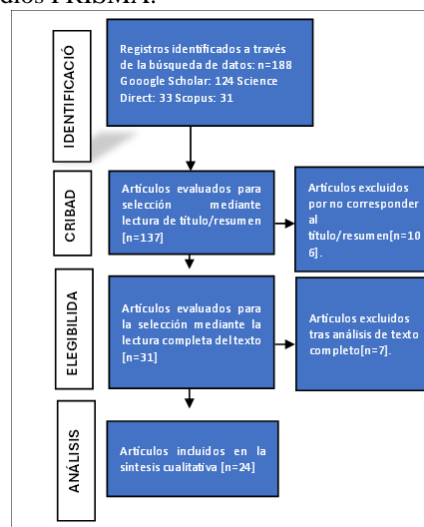 dios PRISMA.
IDENTIFICACIÓ
Registros identificados a través
de la búsqueda de datos: n=188
Gooogle Scholar: 124 Science
Direct: 33 Scopus: 31
CRIBAD
Artículos evaluados para
selección mediante
lectura de título/resumen
[n=137]
Artículos excluidos
por no corresponder
al
título/resumen[n=10
6].
ELEGIBILIDA
Artículos evaluados para
la selección mediante la
lectura completa del texto
[n=31]
Artículos excluidos
tras análisis de texto
completo[n=7].
ANÁLISIS
Artículos incluidos en la
síntesis cualitativa [n=24]